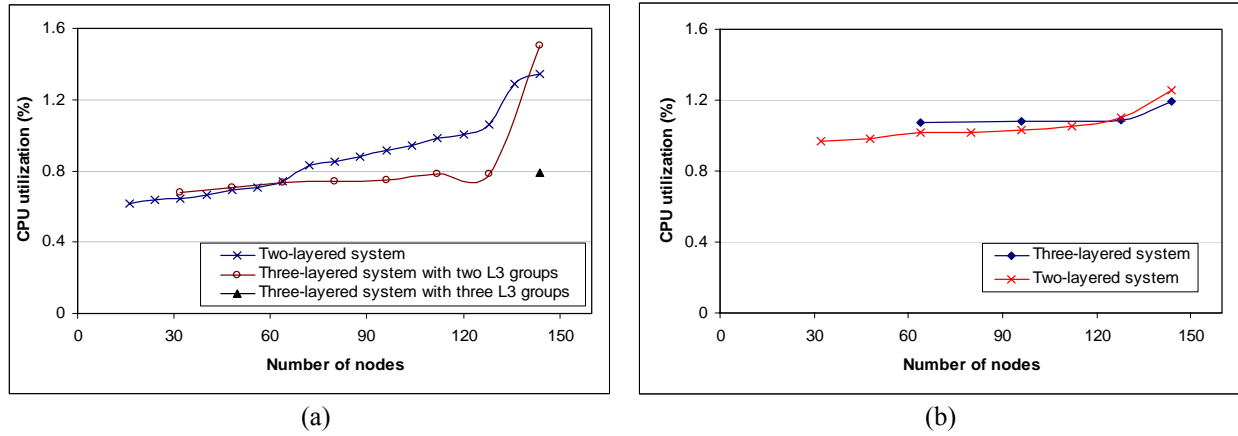 1.6
1.2
0.8
0.4
0
CPU utilization (%)
Two-layered system
Three-layered system with two L3 groups
Three-layered system with three L3 groups
0 30 60 90 120 150
Number of nodes
(a)
1.6
1.2
0.8
0.4
0
CPU utilization (%)
Three-layered system
Two-layered system
0 30 60 90 120 150
Number of nodes
(b)